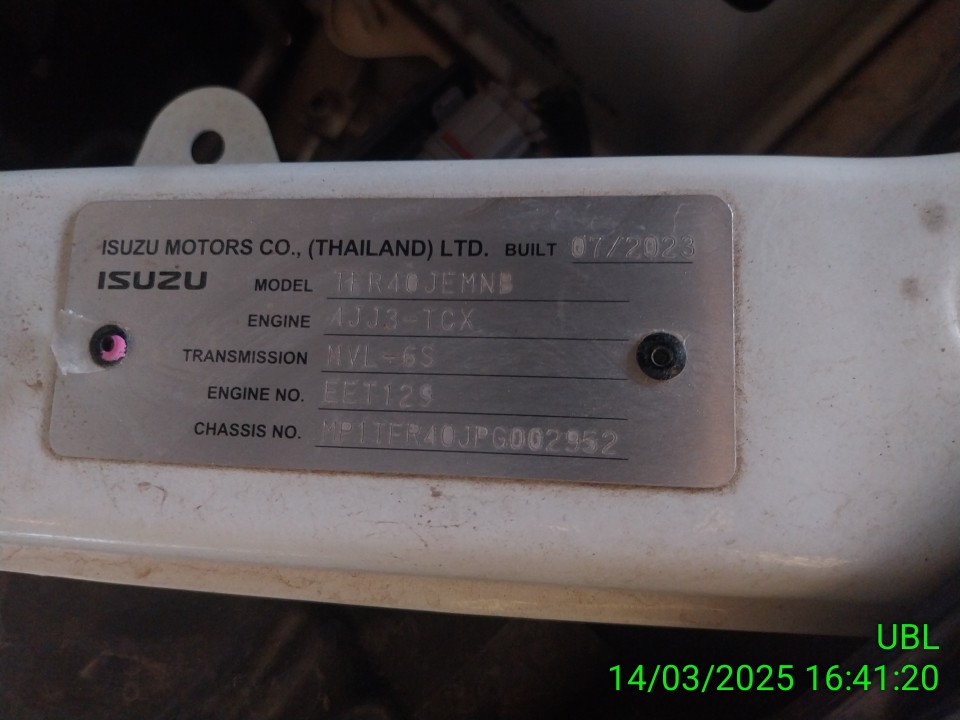 ISUZU MOTORS CO., (THAILAND) LTD. BUILT 07/2023
ISUZU MODEL TFR40JEMNB
ENGINE 4JJ3-TCX
TRANSMISSION MVL-6S
ENGINE NO. EET129
CHASSIS NO. MP1TFR40JPG002952
UBL
14/03/2025 16:41:20